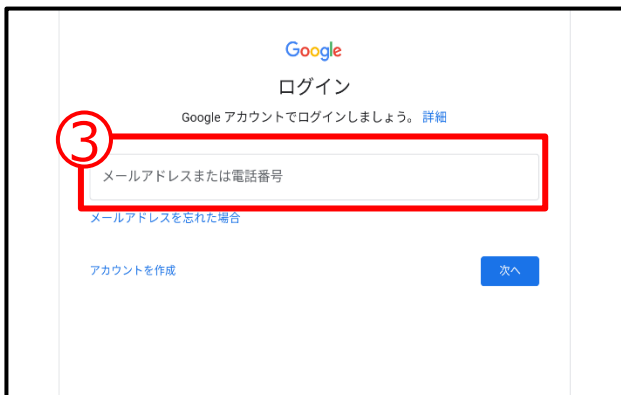 Google
ログイン
Google アカウントでログインしましょう。 詳細
③
メールアドレスまたは電話番号
メールアドレスを忘れた場合
アカウントを作成
次へ